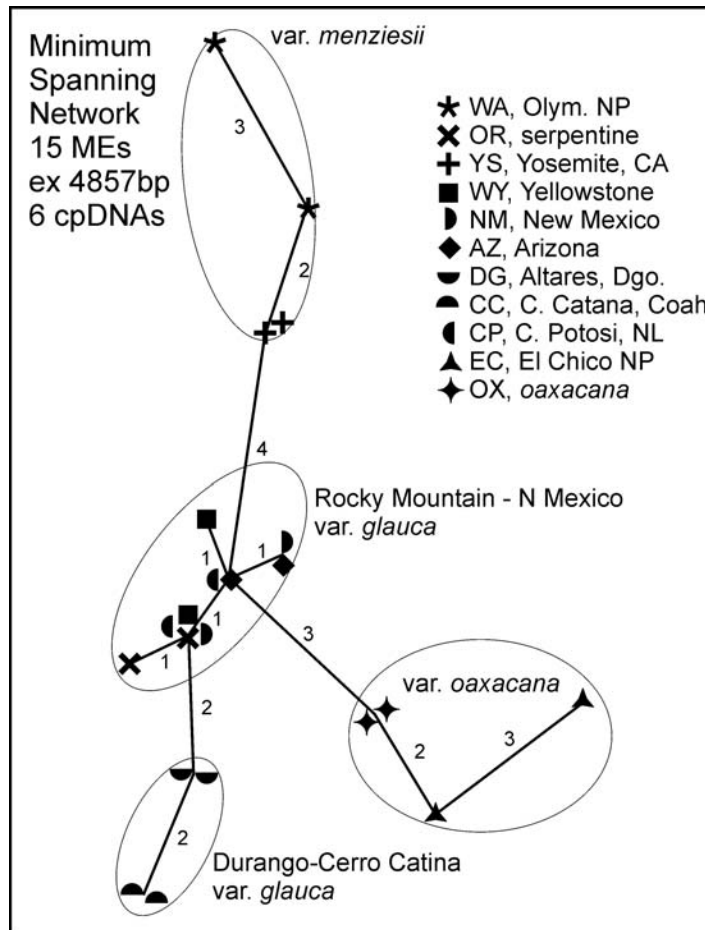 Minimum
Spanning
Network
15 MEs
ex 4857bp
6 cpDNAs
var. menziesii
WA, Olym. NP
OR, serpentine
YS, Yosemite, CA
WY, Yellowstone
NM, New Mexico
AZ, Arizona
DG, Altares, Dgo.
CC, C. Catana, Coah
CP, C. Potosi, NL
EC, El Chico NP
OX, oaxacana
3
2
4
Rocky Mountain - N Mexico
var. glauca
1
1
1
1
3
2
var. oaxacana
2
3
2
Durango-Cerro Catina
var. glauca